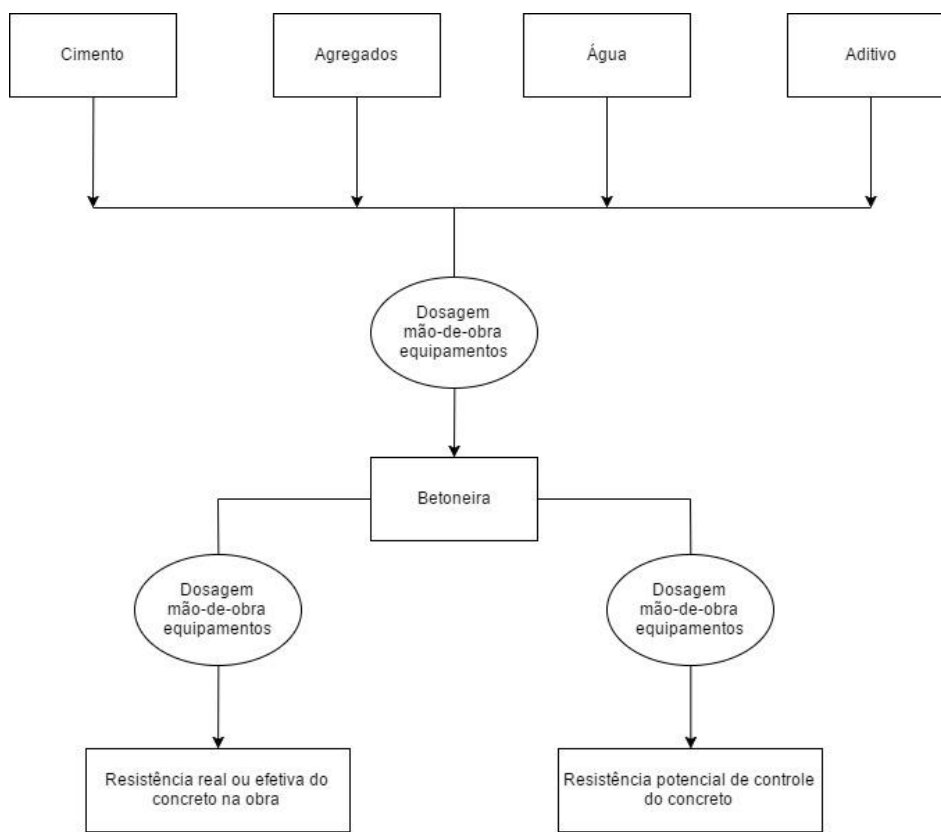 Cimento
Agregados
Água
Aditivo
Dosagem
mão-de-obra
equipamentos
Betoneira
Dosagem
mão-de-obra
equipamentos
Dosagem
mão-de-obra
equipamentos
Resistência real ou efetiva do
concreto na obra
Resistência potencial de controle
do concreto